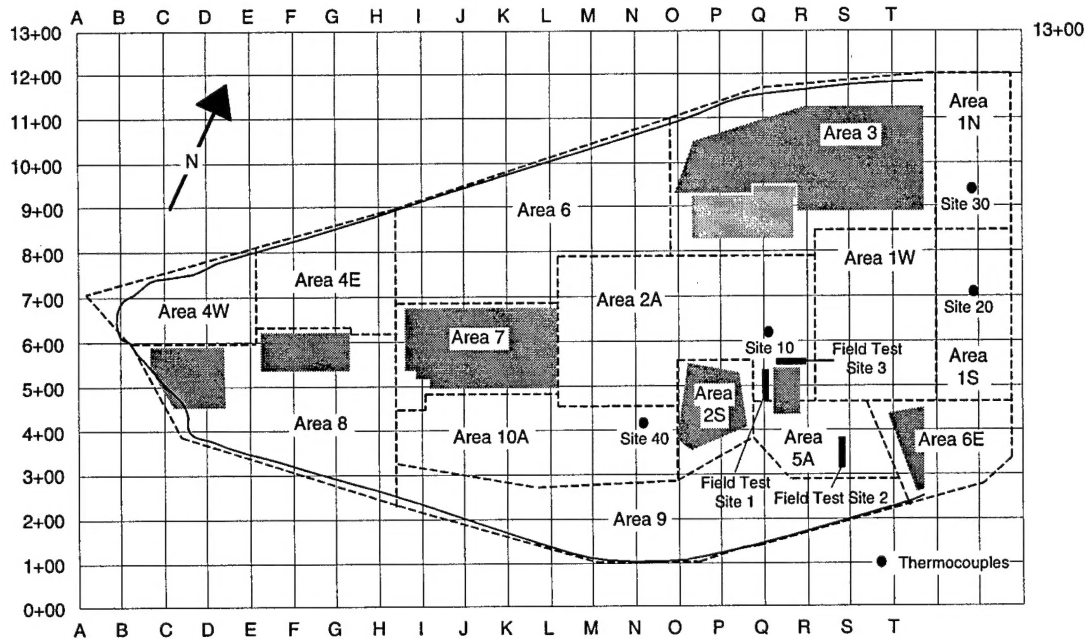 A B C D E F G H I J K L M N O P Q R S T
13+00 13+00
12+00
11+00
10+00
9+00
8+00
7+00
6+00
5+00
4+00
3+00
2+00
1+00
0+00
N
Area
1N
Area 3
Site 30
Area 6
Area 1W
Area 4E
Area 2A
Area 4W
Site 20
Area 7
Site 10
Field Test
Site 3
Area
1S
Area
2S
Area 8
Area 10A
Site 40
Area
5A
Area 6E
Field Test
Site 1
Field Test Site 2
Area 9
Thermocouples
A B C D E F G H I J K L M N O P Q R S T